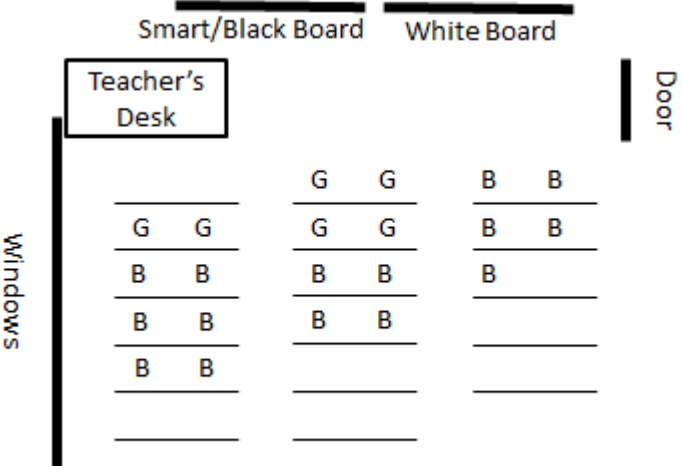 Smart/Black Board White Board
Teacher's
Desk
Door
Windows
G G B B
G G G G B B
B B B B B
B B B B
B B